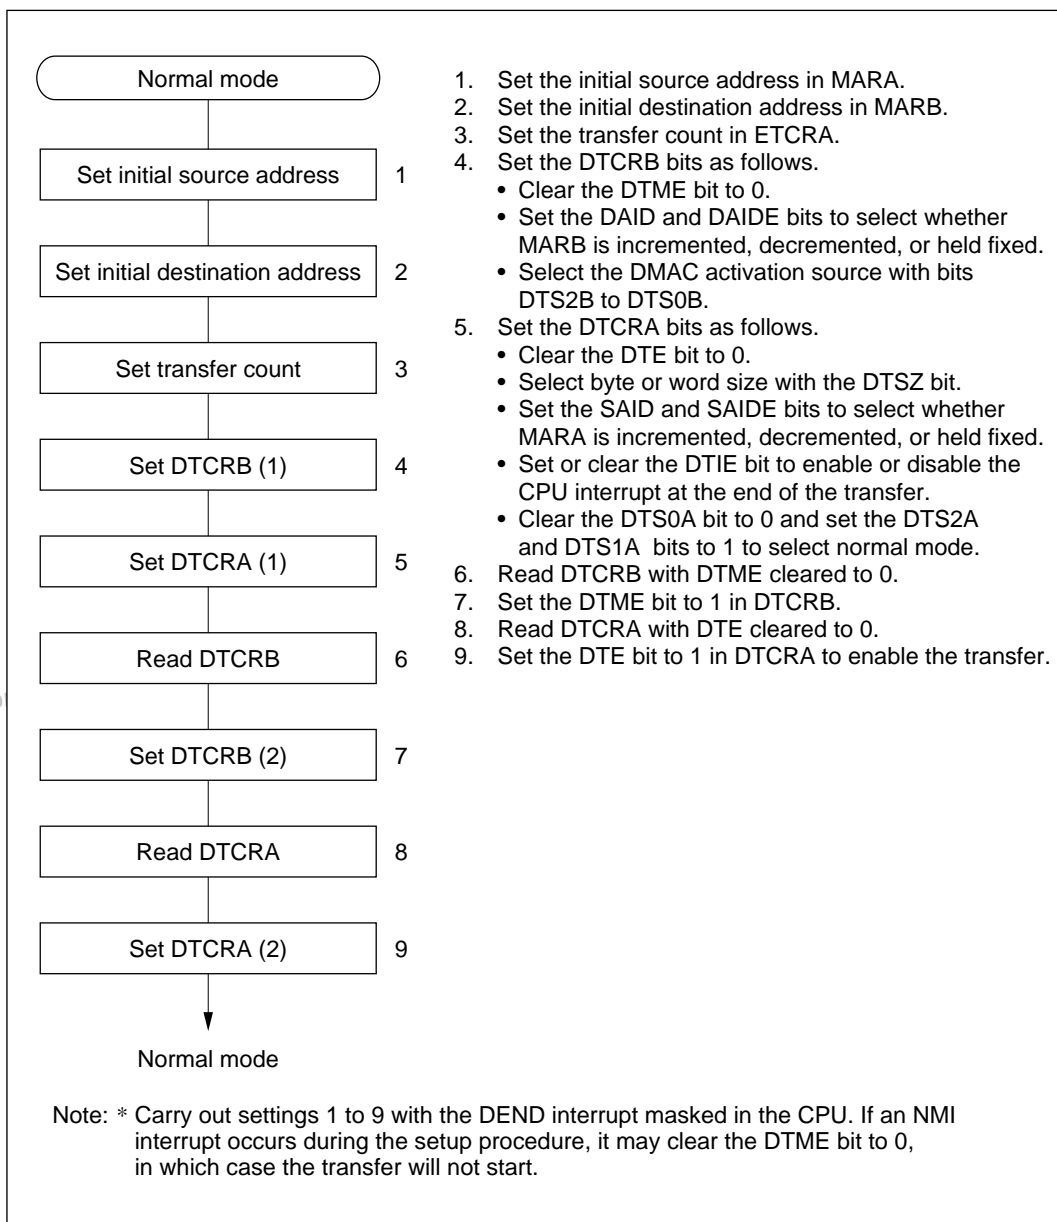 Normal mode
Set initial source address 1
Set initial destination address 2
Set transfer count 3
Set DTCRB (1) 4
Set DTCRA (1) 5
Read DTCRB 6
Set DTCRB (2) 7
Read DTCRA 8
Set DTCRA (2) 9
Normal mode
1. Set the initial source address in MARA.
2. Set the initial destination address in MARB.
3. Set the transfer count in ETCRA.
4. Set the DTCRB bits as follows.
• Clear the DTME bit to 0.
• Set the DAID and DAIDE bits to select whether
MARB is incremented, decremented, or held fixed.
• Select the DMAC activation source with bits
DTS2B to DTS0B.
5. Set the DTCRA bits as follows.
• Clear the DTE bit to 0.
• Select byte or word size with the DTSZ bit.
• Set the SAID and SAIDE bits to select whether
MARA is incremented, decremented, or held fixed.
• Set or clear the DTIE bit to enable or disable the
CPU interrupt at the end of the transfer.
• Clear the DTS0A bit to 0 and set the DTS2A
and DTS1A bits to 1 to select normal mode.
6. Read DTCRB with DTME cleared to 0.
7. Set the DTME bit to 1 in DTCRB.
8. Read DTCRA with DTE cleared to 0.
9. Set the DTE bit to 1 in DTCRA to enable the transfer.
Note: * Carry out settings 1 to 9 with the DEND interrupt masked in the CPU. If an NMI
interrupt occurs during the setup procedure, it may clear the DTME bit to 0,
in which case the transfer will not start.